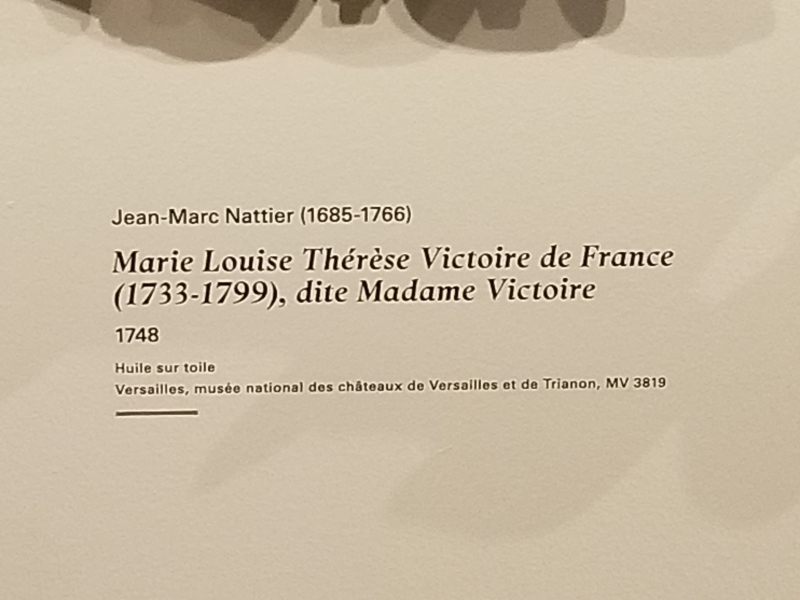 Jean-Marc Nattier (1685-1766)
Marie Louise Thérèse Victoire de France
(1733-1799), dite Madame Victoire
1748
Huile sur toile
Versailles, musée national des châteaux de Versailles et de Trianon, MV 3819